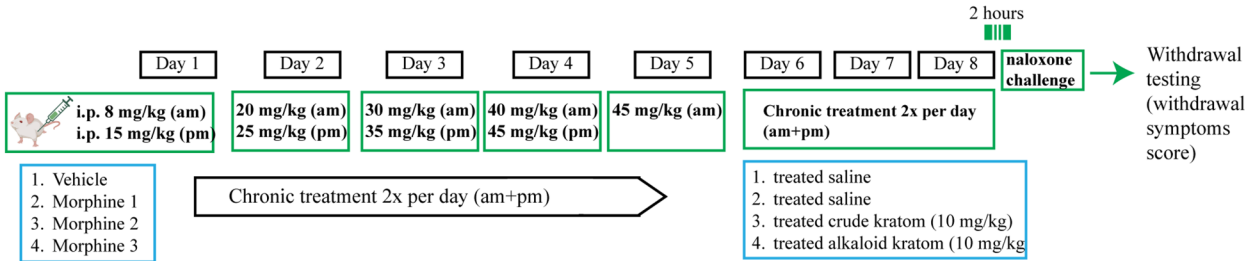 2 hours
Day 1
Day 2
Day 3
Day 4
Day 5
Day 6
Day 7
Day 8
naloxone
challenge
Withdrawal
testing
(withdrawal
symptoms
score)
i.p. 8 mg/kg (am)
i.p. 15 mg/kg (pm)
20 mg/kg (am)
25 mg/kg (pm)
30 mg/kg (am)
35 mg/kg (pm)
40 mg/kg (am)
45 mg/kg (pm)
45 mg/kg (am)
Chronic treatment 2x per day
(am+pm)
1. Vehicle
2. Morphine 1
3. Morphine 2
4. Morphine 3
Chronic treatment 2x per day (am+pm)
1. treated saline
2. treated saline
3. treated crude kratom (10 mg/kg)
4. treated alkaloid kratom (10 mg/kg